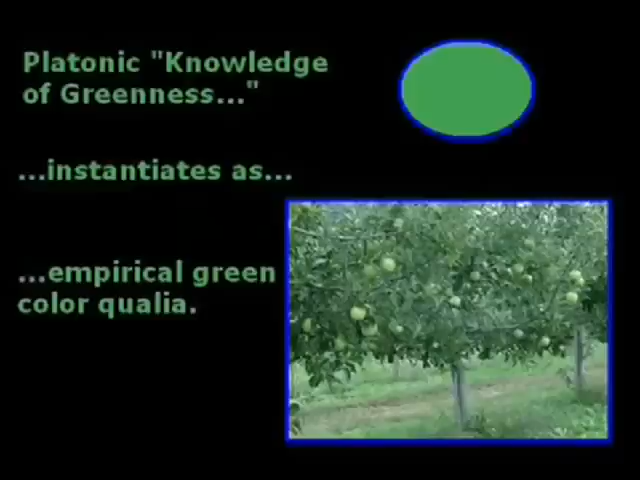 Platonic "Knowledge
of Greenness..."
...instantiates as...
...empirical green
color qualia.